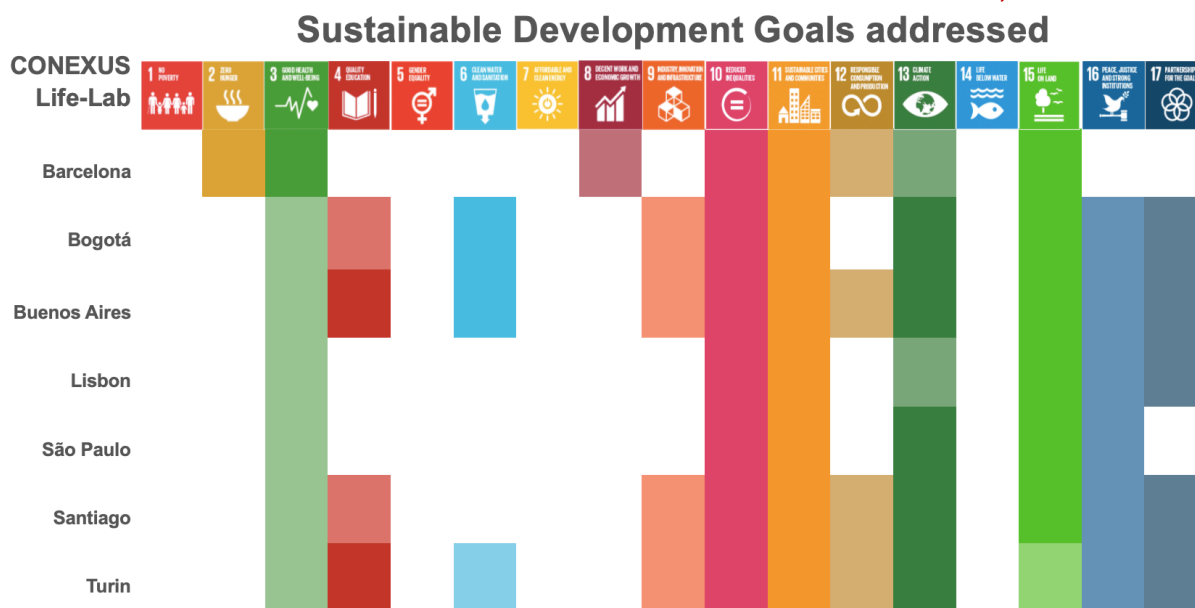 Sustainable Development Goals addressed
CONEXUS
Life-Lab
1 NO
POVERTY
2 ZERO
HUNGER
3 GOOD HEALTH
AND WELL-BEING
4 QUALITY
EDUCATION
5 GENDER
EQUALITY
6 CLEAN WATER
AND SANITATION
7 AFFORDABLE AND
CLEAN ENERGY
8 DECENT WORK AND
ECONOMIC GROWTH
9 INDUSTRY, INNOVATION
AND INFRASTRUCTURE
10 REDUCED
INEQUALITIES
11 SUSTAINABLE CITIES
AND COMMUNITIES
12 RESPONSIBLE
CONSUMPTION
AND PRODUCTION
13 CLIMATE
ACTION
14 LIFE
BELOW WATER
15 LIFE
ON LAND
16 PEACE, JUSTICE
AND STRONG
INSTITUTIONS
17 PARTNERSHIP
FOR THE GOA
Barcelona
Bogotá
Buenos Aires
Lisbon
São Paulo
Santiago
Turin